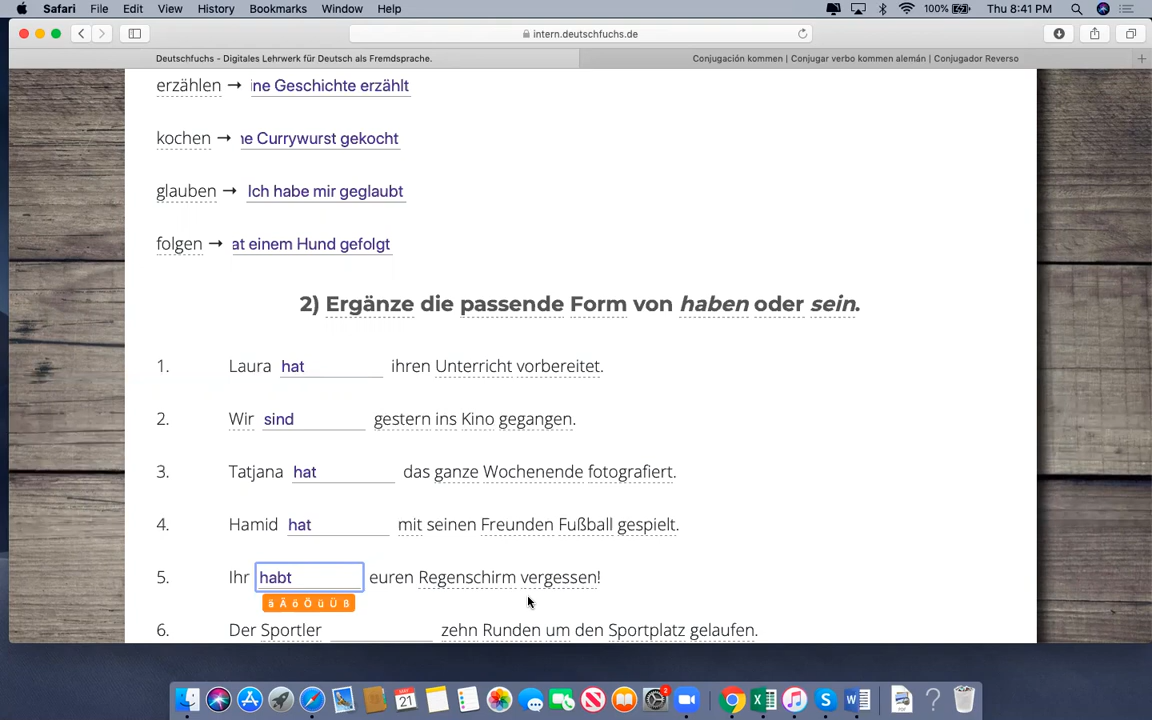 Safari File Edit View History Bookmarks Window Help 100% Thu 8:41 PM
intern.deutschfuchs.de
Deutschfuchs - Digitales Lehrwerk für Deutsch als Fremdsprache. Conjugación kommen | Conjugar verbo kommen alemán | Conjugador Reverso
erzählen → ine Geschichte erzählt
kochen → ne Currywurst gekocht
glauben → Ich habe mir geglaubt
folgen → at einem Hund gefolgt
2) Ergänze die passende Form von haben oder sein.
1. Laura hat ihren Unterricht vorbereitet.
2. Wir sind gestern ins Kino gegangen.
3. Tatjana hat das ganze Wochenende fotografiert.
4. Hamid hat mit seinen Freunden Fußball gespielt.
5. Ihr habt euren Regenschirm vergessen!
ä Ä ö Ö ü Ü ß
6. Der Sportler zehn Runden um den Sportplatz gelaufen.
MAY 21 2